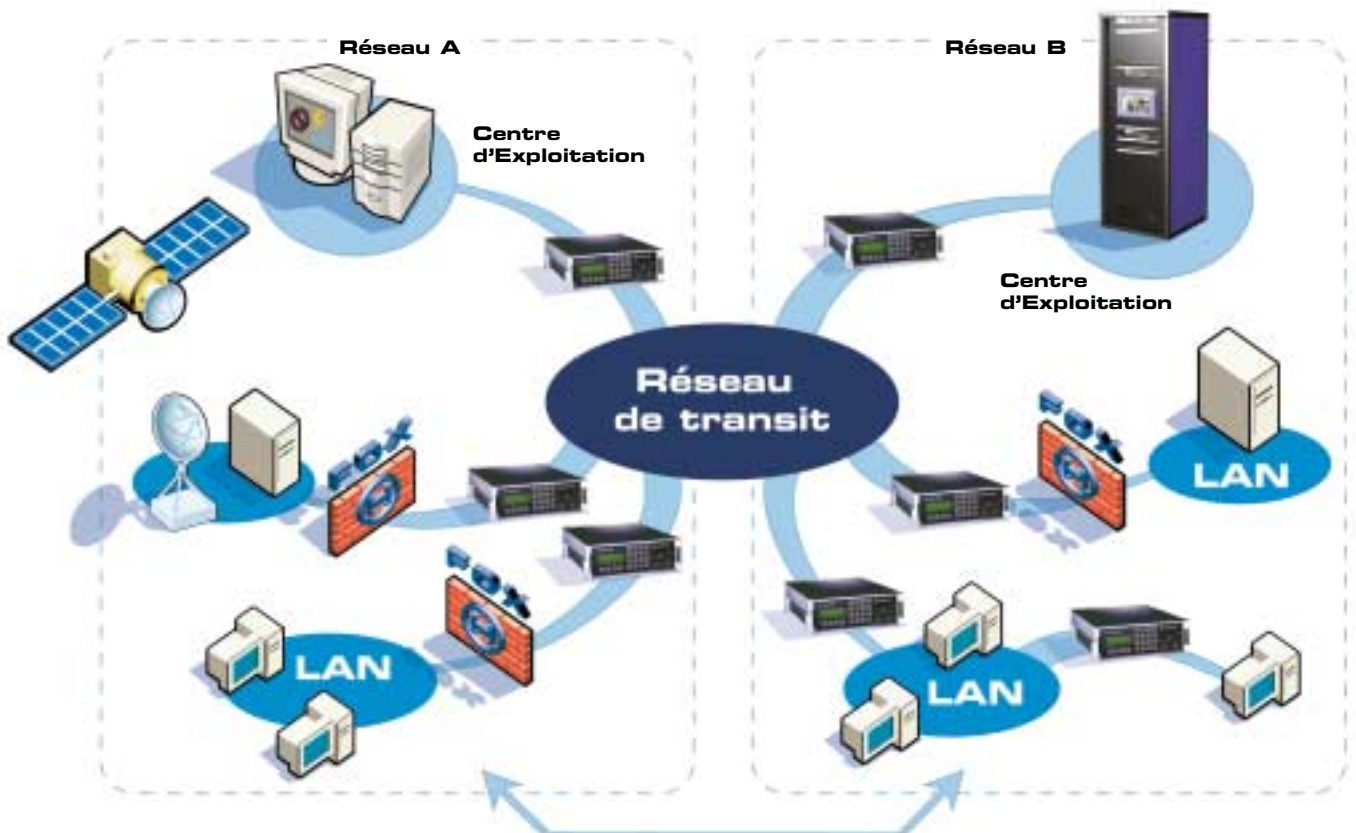 Réseau A
Réseau B
Centre
d'Exploitation
Centre
d'Exploitation
Réseau
de transit
FOX
FOX
FOX
LAN
LAN
LAN